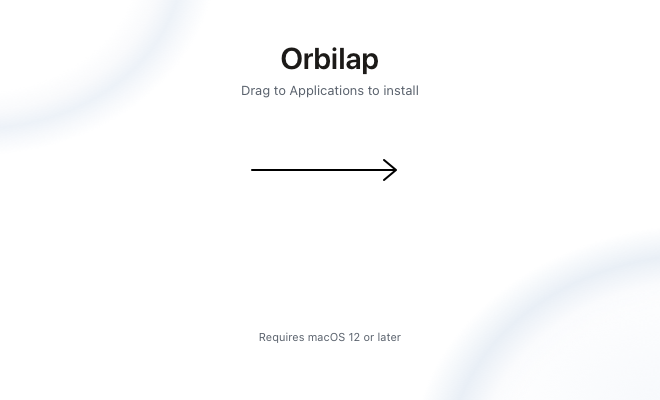 Orbilap
Drag to Applications to install
Requires macOS 12 or later